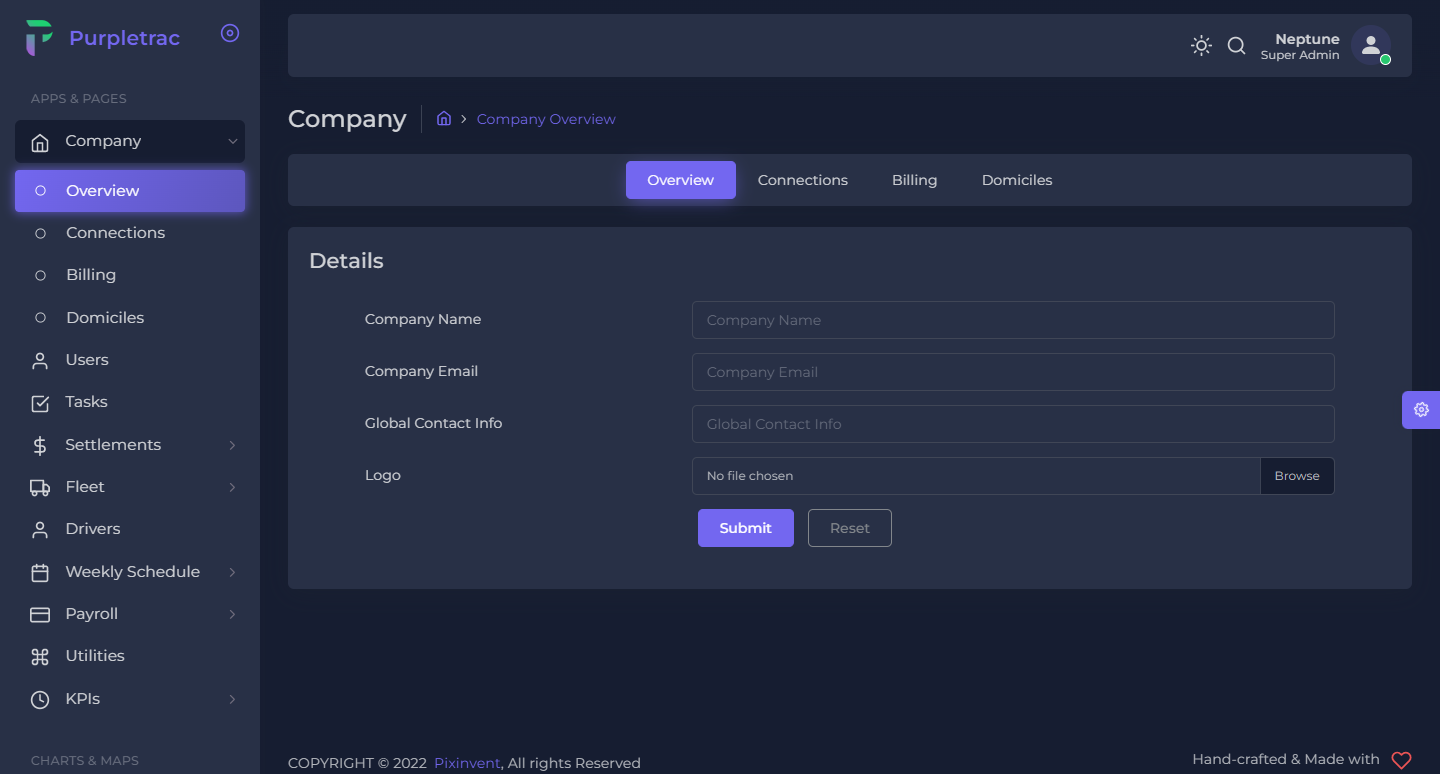 Purpletrac
APPS & PAGES
Company
Overview
Connections
Billing
Domiciles
Users
Tasks
Settlements
Fleet
Drivers
Weekly Schedule
Payroll
Utilities
KPIs
CHARTS & MAPS
Neptune
Super Admin
Company
Company Overview
Overview Connections Billing Domiciles
Details
Company Name Company Name
Company Email Company Email
Global Contact Info Global Contact Info
Logo No file chosen Browse
Submit Reset
COPYRIGHT © 2022 Pixinvent, All rights Reserved
Hand-crafted & Made with